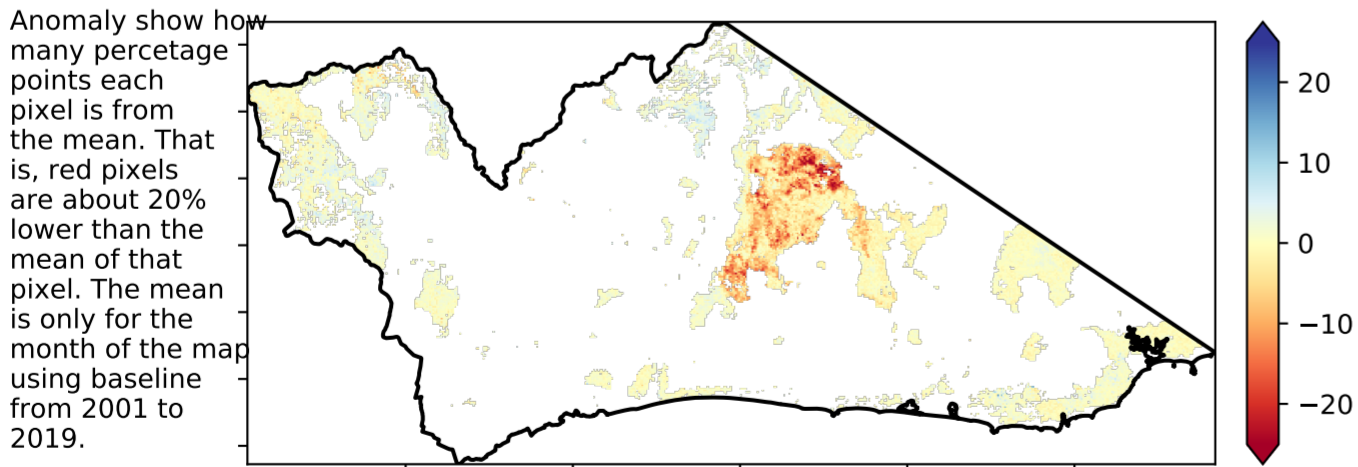 Anomaly show how
many percetage
points each
pixel is from
the mean. That
is, red pixels
are about 20%
lower than the
mean of that
pixel. The mean
is only for the
month of the map
using baseline
from 2001 to
2019.
20
10
0
−10
−20